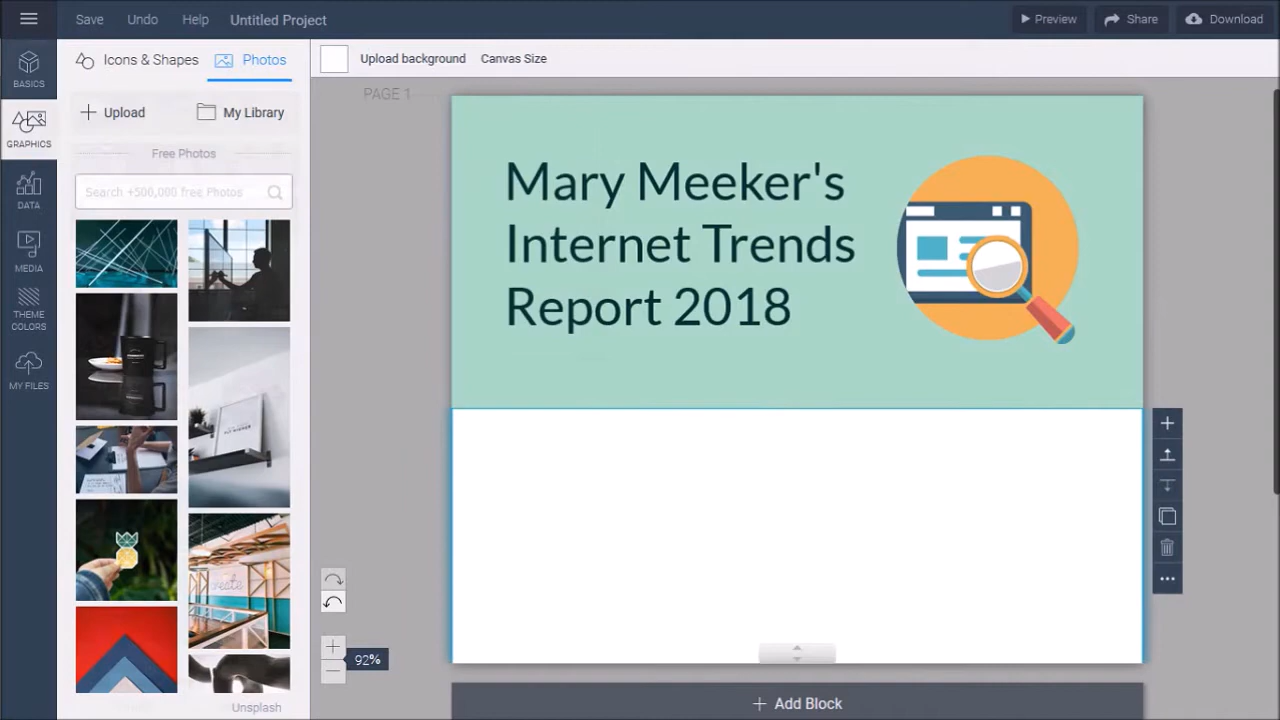 Save Undo Help Untitled Project Preview Share Download
BASICS
GRAPHICS
DATA
MEDIA
THEME
COLORS
MY FILES
Icons & Shapes Photos
Upload My Library
Free Photos
Search +500,000 free Photos
create
Unsplash
Upload background Canvas Size
PAGE 1
Mary Meeker's
Internet Trends
Report 2018
92%
Add Block